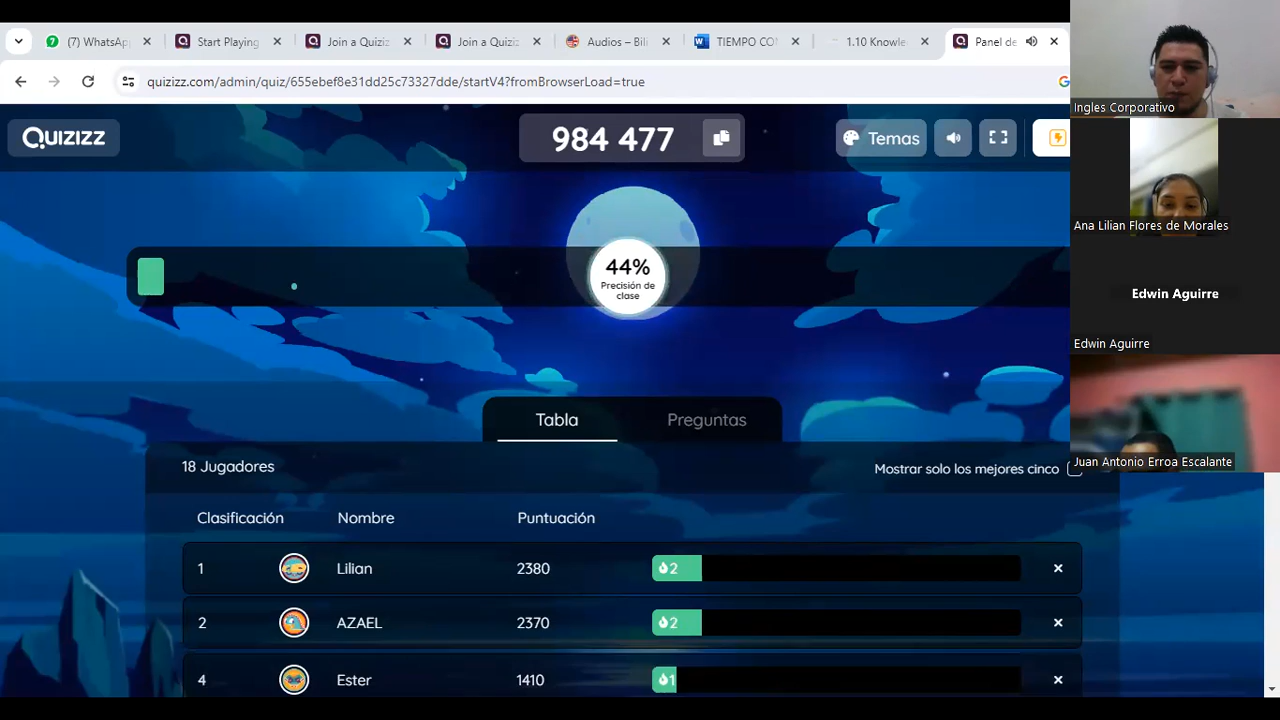 (7) WhatsAp
Start Playing
Join a Quiziz
Join a Quiziz
Audios – Bili
TIEMPO CON
1.10 Knowle
Panel de
quizizz.com/admin/quiz/655ebef8e31dd25c73327dde/startV4?fromBrowserLoad=true
Ingles Corporativo
QUIZIZZ
984 477
Temas
Ana Lilian Flores de Morales
44%
Precisión de
clase
Edwin Aguirre
Edwin Aguirre
Tabla
Preguntas
Juan Antonio Erroa Escalante
18 Jugadores
Mostrar solo los mejores cinco
Clasificación
Nombre
Puntuación
1
Lilian
2380
2
2
AZAEL
2370
2
4
Ester
1410
1